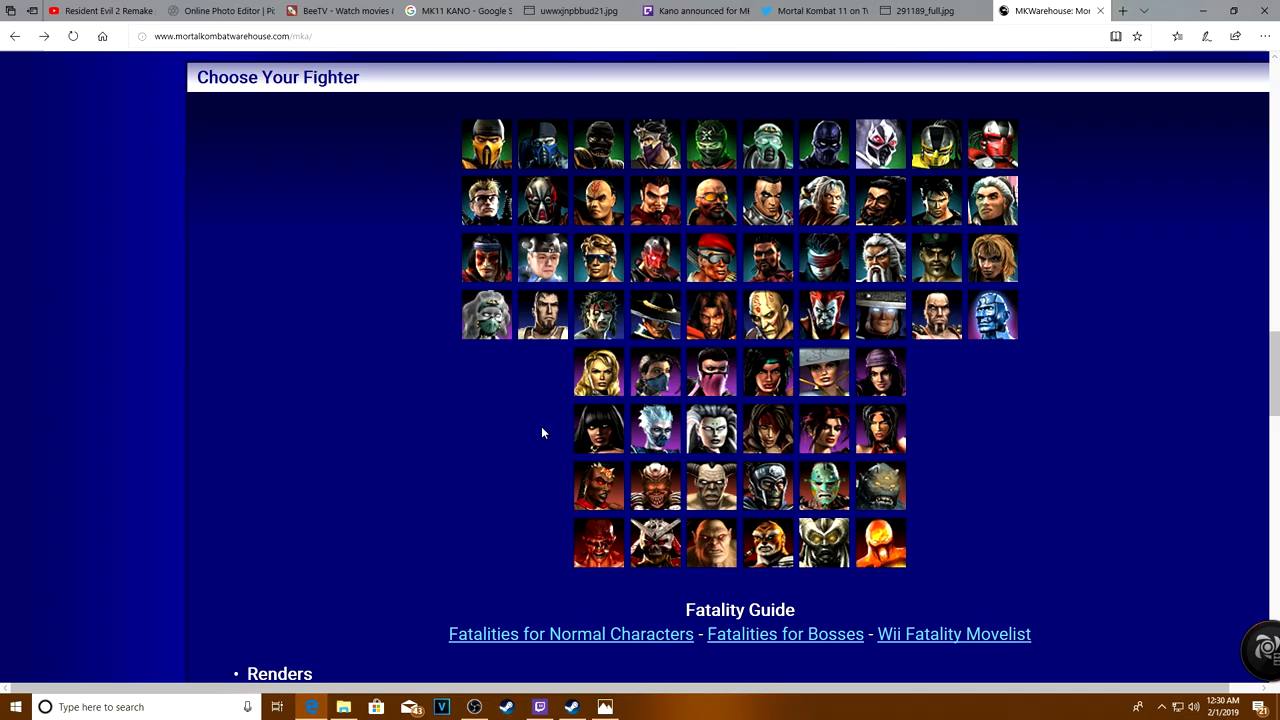 Resident Evil 2 Remake
Online Photo Editor | Pi
BeeTV - Watch movies
MK11 KANO - Google S
uwwxjnpbbud21.jpg
Kano announced for M
Mortal Kombat 11 on Tw
291189_full.jpg
MKWarehouse: Mor
www.mortalkombatwarehouse.com/mka/
Choose Your Fighter
Fatality Guide
Fatalities for Normal Characters - Fatalities for Bosses - Wii Fatality Movelist
• Renders
Type here to search
12:30 AM
2/1/2019